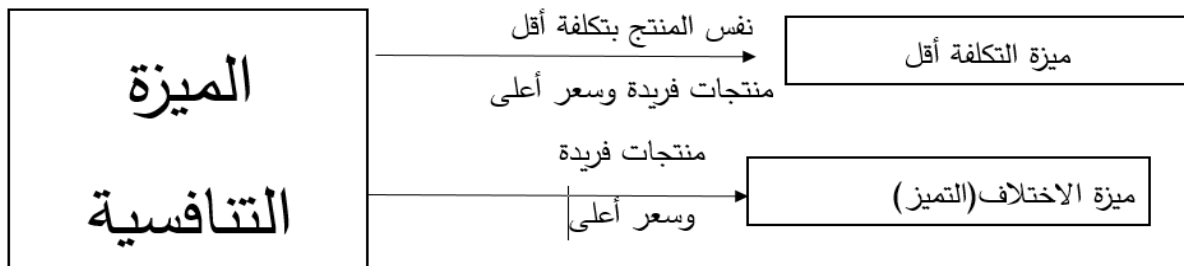 الميزة
التنافسية
نفس المنتج بتكلفة أقل
منتجات فريدة وسعر أعلى
ميزة التكلفة أقل
منتجات فريدة
وسعر أعلى
ميزة الاختلاف(التميز)